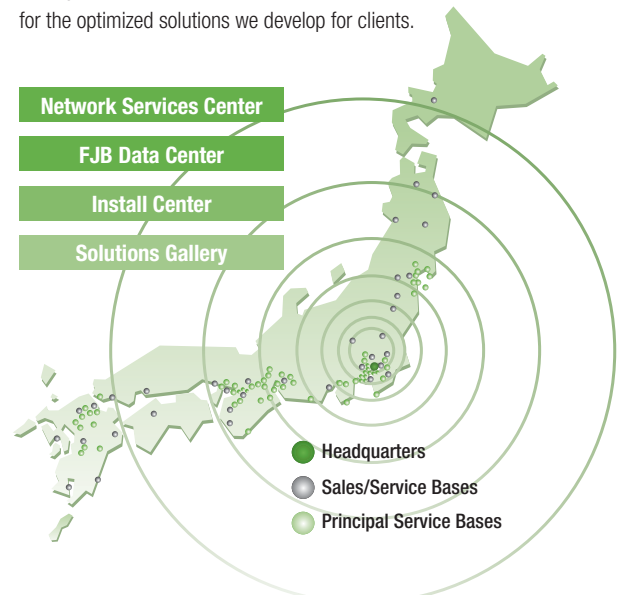 for the optimized solutions we develop for clients.
Network Services Center
FJB Data Center
Install Center
Solutions Gallery
Headquarters
Sales/Service Bases
Principal Service Bases